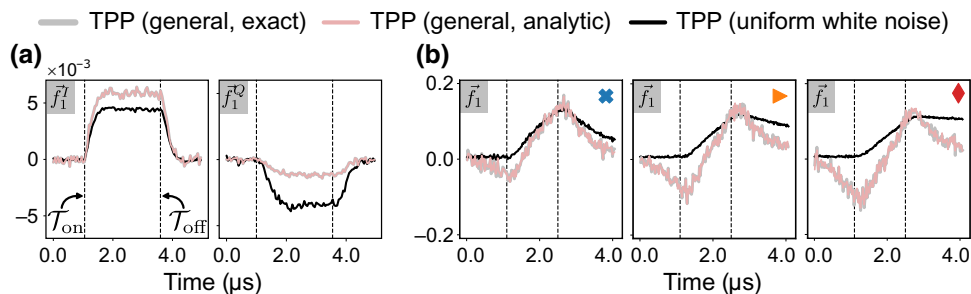 TPP (general, exact) TPP (general, analytic) TPP (uniform white noise)
(a) (b)
×10⁻³
5
0
−5
f⃗₁ᴵ
f⃗₁Q
𝒯on
𝒯off
0.0 2.0 4.0 0.0 2.0 4.0
Time (µs)
0.2
0.0
−0.2
f⃗₁ f⃗₁ f⃗₁
0.0 2.0 4.0 0.0 2.0 4.0 0.0 2.0 4.0
Time (µs)